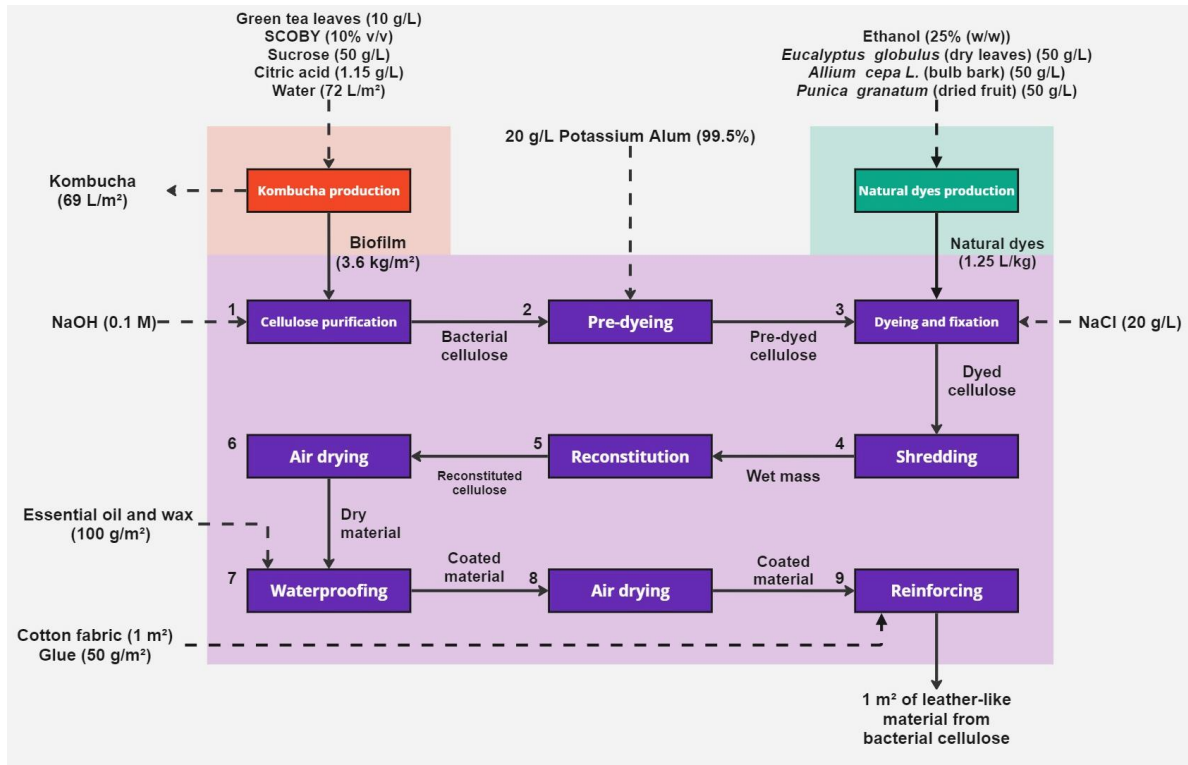 Green tea leaves (10 g/L)
SCOBY (10% v/v)
Sucrose (50 g/L)
Citric acid (1.15 g/L)
Water (72 L/m²)
Ethanol (25% (w/w))
Eucalyptus globulus (dry leaves) (50 g/L)
Allium cepa L. (bulb bark) (50 g/L)
Punica granatum (dried fruit) (50 g/L)
20 g/L Potassium Alum (99.5%)
Kombucha
(69 L/m²)
Kombucha production
Natural dyes production
Biofilm
(3.6 kg/m²)
Natural dyes
(1.25 L/kg)
NaOH (0.1 M)
1
Cellulose purification
Bacterial
cellulose
2
Pre-dyeing
Pre-dyed
cellulose
3
Dyeing and fixation
NaCl (20 g/L)
Dyed
cellulose
6
Air drying
Reconstituted
cellulose
5
Reconstitution
Wet mass
4
Shredding
Essential oil and wax
(100 g/m²)
Dry
material
7
Waterproofing
Coated
material
8
Air drying
Coated
material
9
Reinforcing
Cotton fabric (1 m²)
Glue (50 g/m²)
1 m² of leather-like
material from
bacterial cellulose